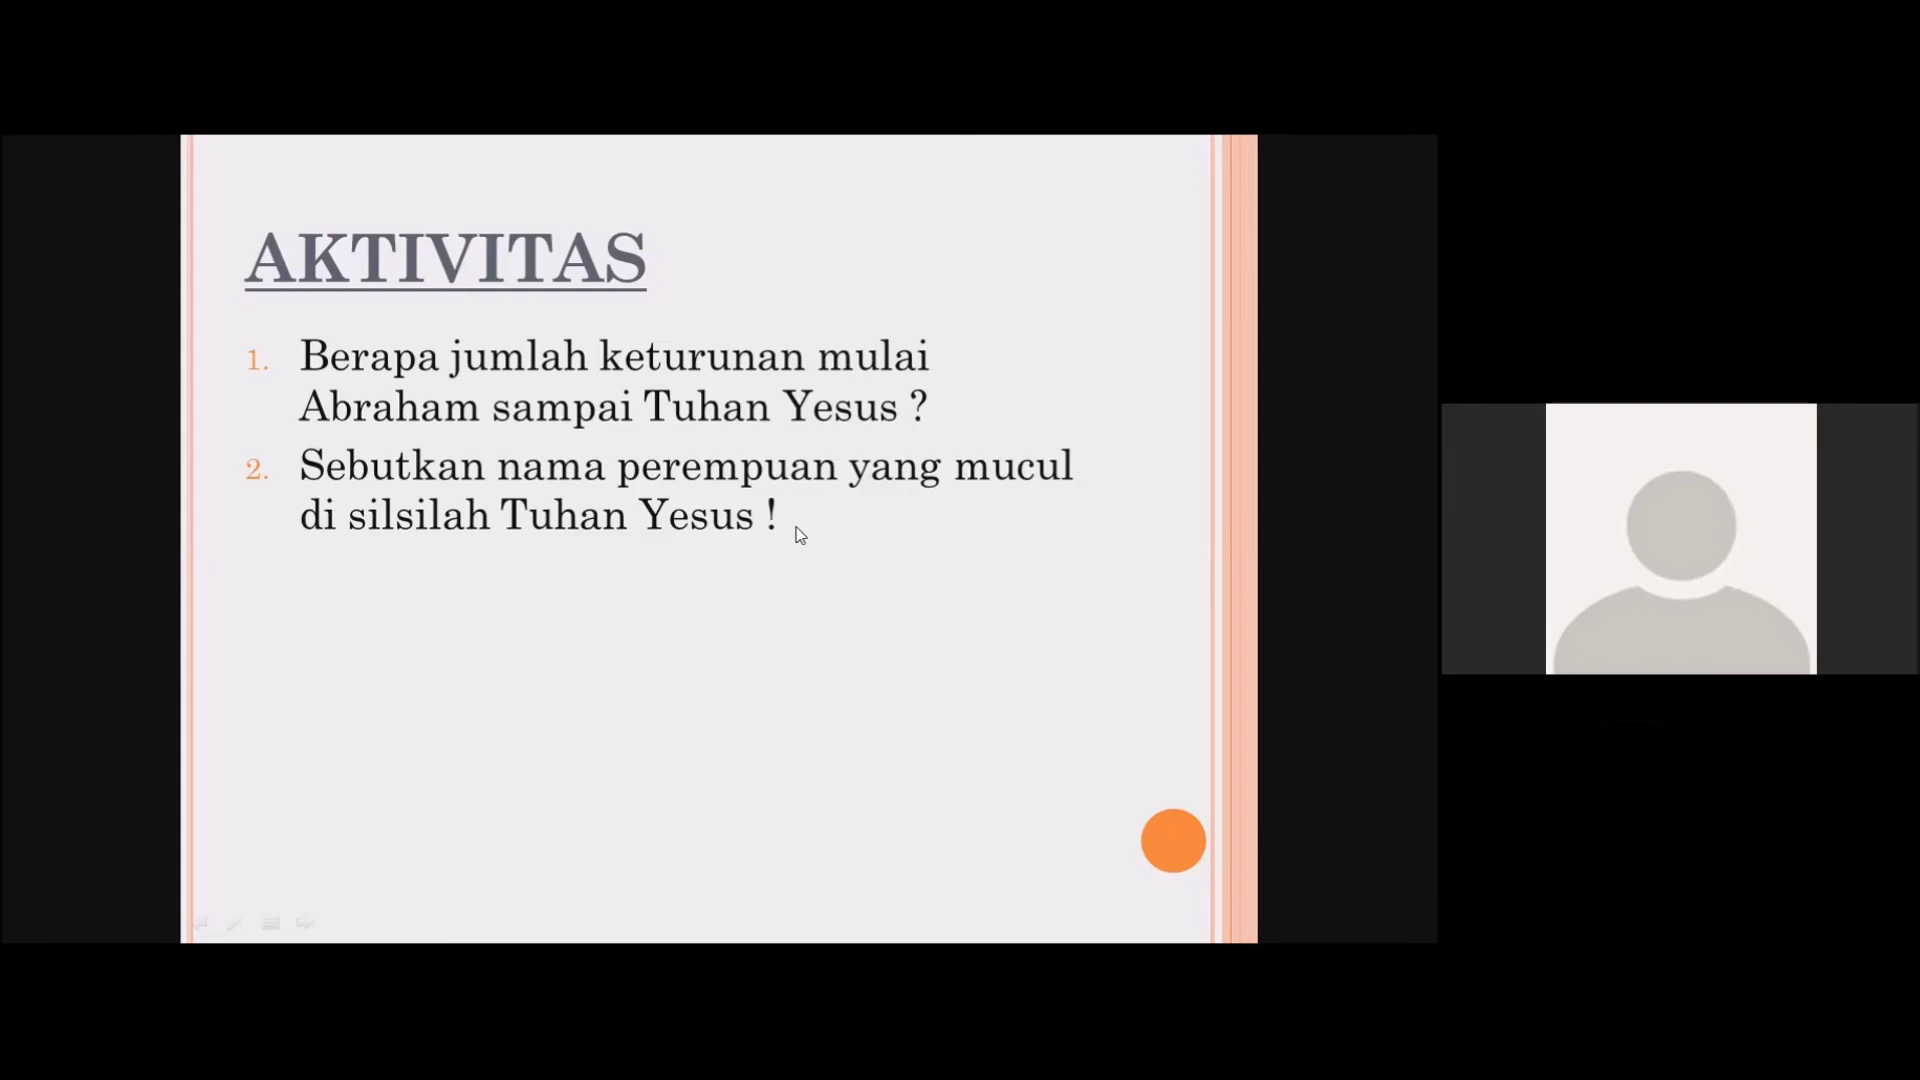 AKTIVITAS
1. Berapa jumlah keturunan mulai
Abraham sampai Tuhan Yesus ?
2. Sebutkan nama perempuan yang mucul
di silsilah Tuhan Yesus !